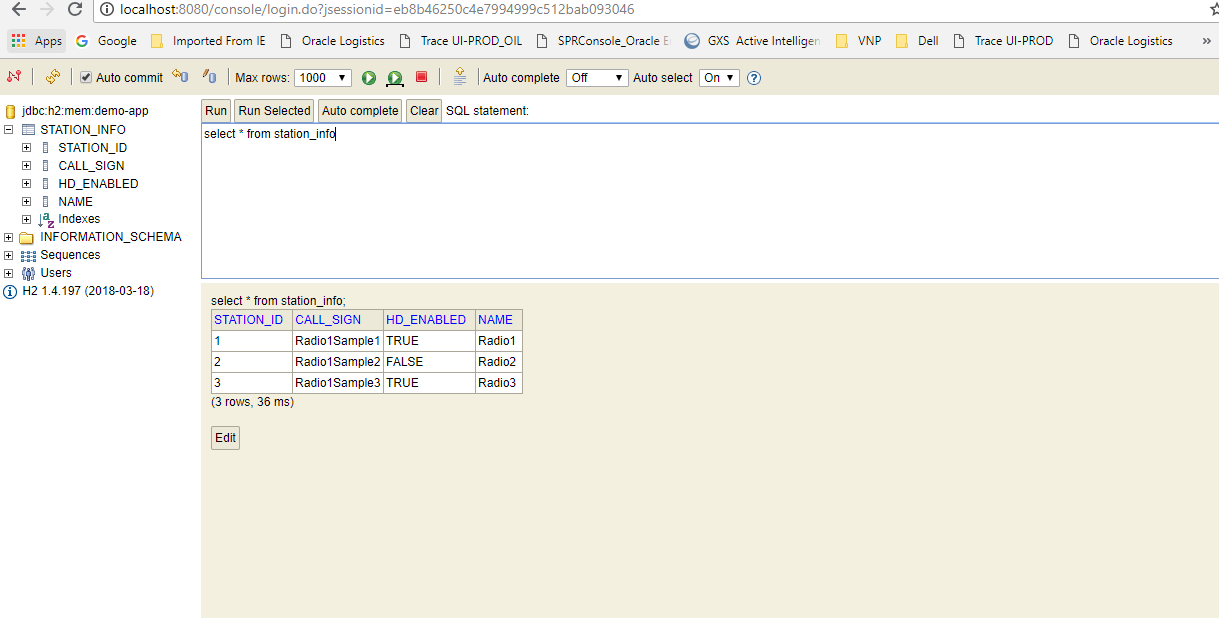 localhost:8080/console/login.do?jsessionid=eb8b46250c4e7994999c512bab093046
Apps Google Imported From IE Oracle Logistics Trace UI-PROD_OIL SPRConsole_Oracle E GXS Active Intelligen VNP Dell Trace UI-PROD Oracle Logistics »
Auto commit Max rows: 1000 Auto complete Off Auto select On ?
jdbc:h2:mem:demo-app
STATION_INFO
STATION_ID
CALL_SIGN
HD_ENABLED
NAME
Indexes
INFORMATION_SCHEMA
Sequences
Users
H2 1.4.197 (2018-03-18)
Run Run Selected Auto complete Clear SQL statement:
select * from station_info
select * from station_info;
STATION_ID CALL_SIGN HD_ENABLED NAME
1 Radio1Sample1 TRUE Radio1
2 Radio1Sample2 FALSE Radio2
3 Radio1Sample3 TRUE Radio3
(3 rows, 36 ms)
Edit